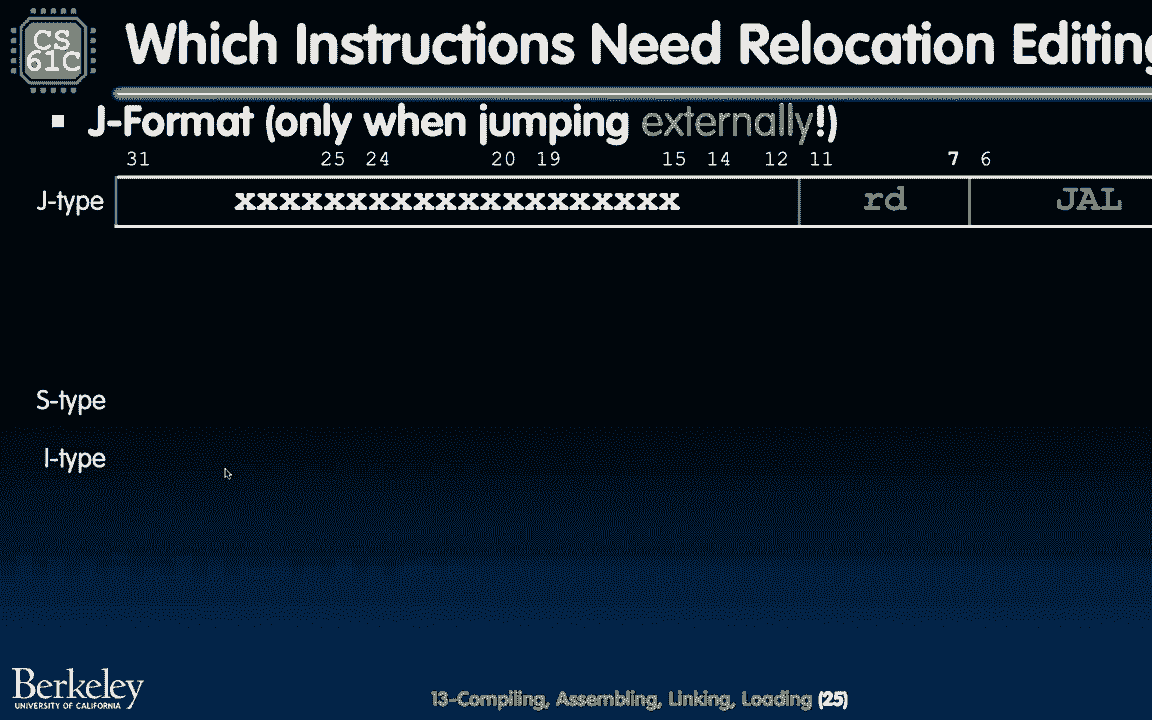 CS
61C
Which Instructions Need Relocation Editing
▪ J-Format (only when jumping externally!)
31 25 24 20 19 15 14 12 11 7 6
J-type xxxxxxxxxxxxxxxxxxxx rd JAL
S-type
I-type
Berkeley
UNIVERSITY OF CALIFORNIA
13-Compiling, Assembling, Linking, Loading (25)